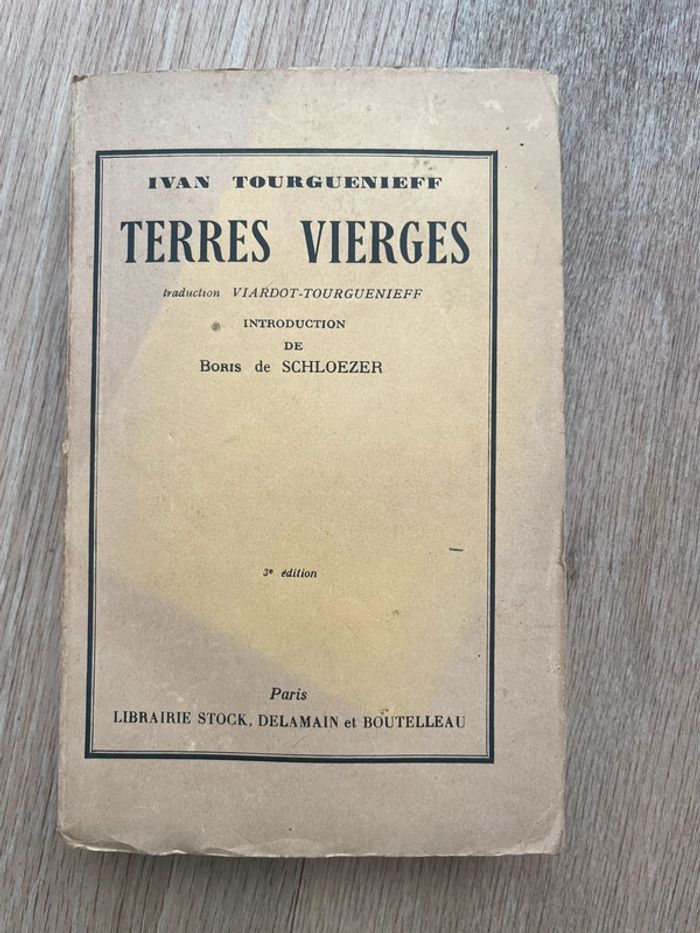 IVAN TOURGUENIEFF
TERRES VIERGES
traduction VIARDOT-TOURGUENIEFF
INTRODUCTION
DE
BORIS de SCHLOEZER
3e édition
Paris
LIBRAIRIE STOCK, DELAMAIN et BOUTELLEAU